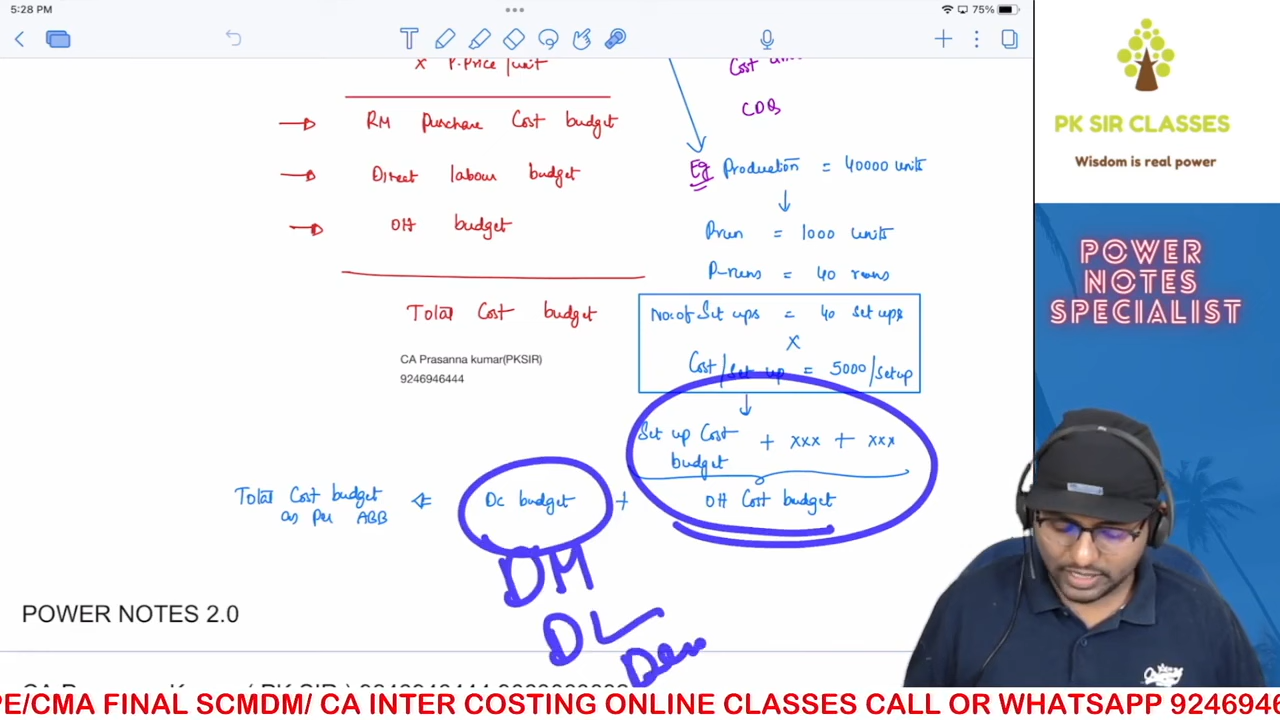 5:28 PM
75%
x P.Price/unit
RM Purchase Cost budget
Direct labour budget
OH budget
Total Cost budget
CA Prasanna kumar(PKSIR)
9246946444
Cost
CDQ
Eg Production = 40000 units
Prun = 1000 units
P-runs = 40 runs
No. of Set ups = 40 set ups
x
Cost/set up = 5000/setup
Set up Cost budget + xxx + xxx
OH Cost budget
Total Cost budget as per ABB ⇐ DC budget +
DM
DL
POWER NOTES 2.0
PK SIR CLASSES
Wisdom is real power
POWER
NOTES
SPECIALIST
PE/CMA FINAL SCMDM/ CA INTER COSTING ONLINE CLASSES CALL OR WHATSAPP 9246946